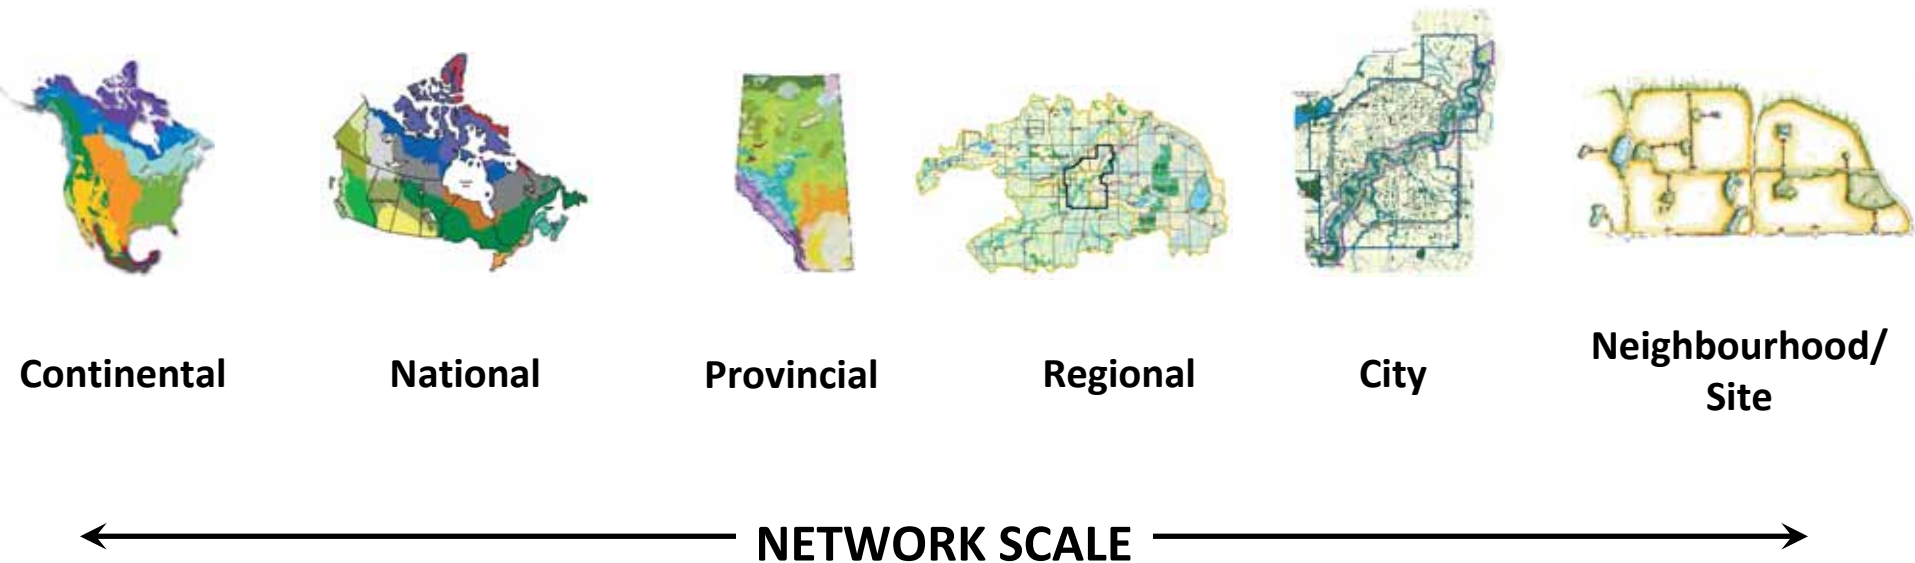 Continental
National
Provincial
Regional
City
Neighbourhood/
Site
NETWORK SCALE